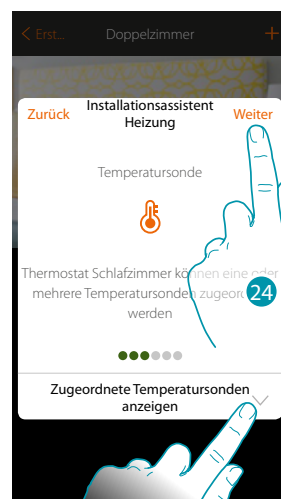 < Erst... Doppelzimmer +
Zurück Installationsassistent Weiter
Heizung
Temperatursonde
Thermostat Schlafzimmer können eine oder
mehrere Temperatursonden zugeor
24
werden
Zugeordnete Temperatursonden
anzeigen